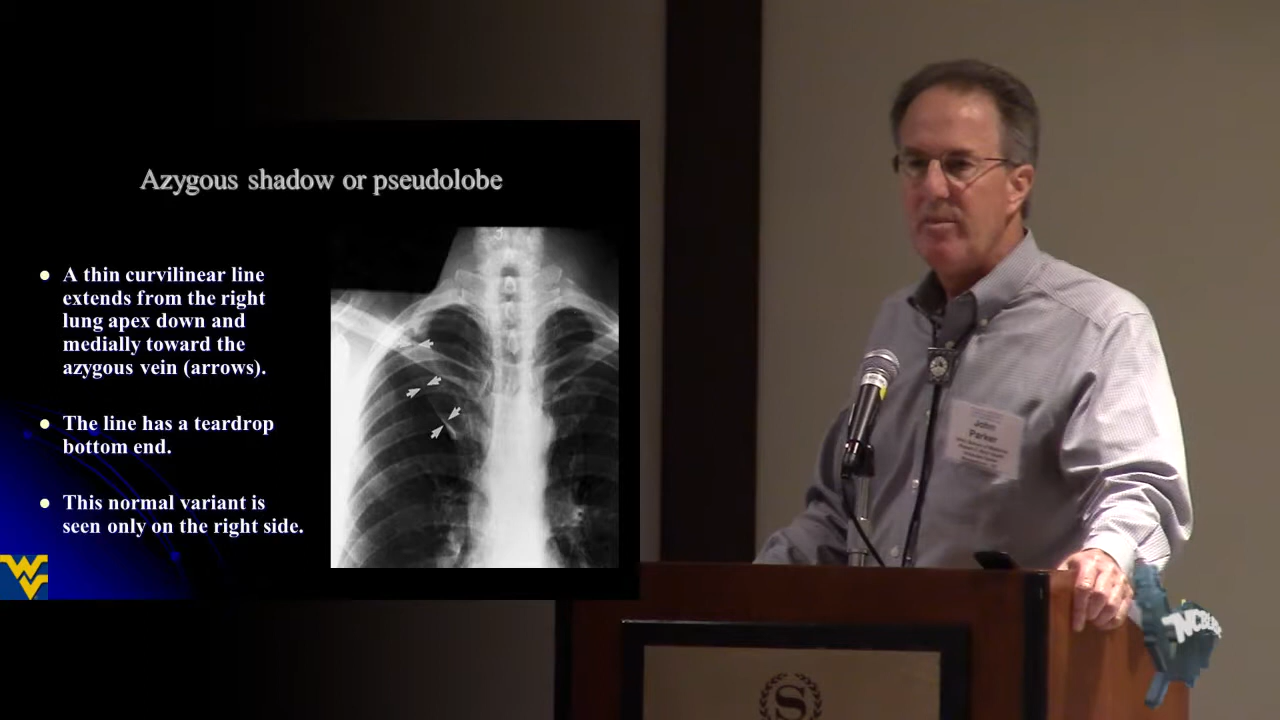 Azygous shadow or pseudolobe
A thin curvilinear line
extends from the right
lung apex down and
medially toward the
azygous vein (arrows).
The line has a teardrop
bottom end.
This normal variant is
seen only on the right side.
WV
John
Parker
S
NCBLH